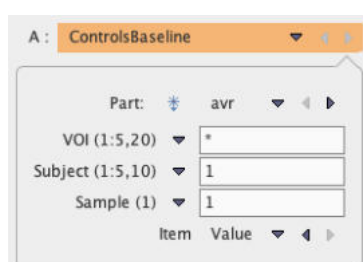 A : ControlsBaseline
Part: avr
VOI (1:5,20) *
Subject (1:5,10) 1
Sample (1) 1
Item Value